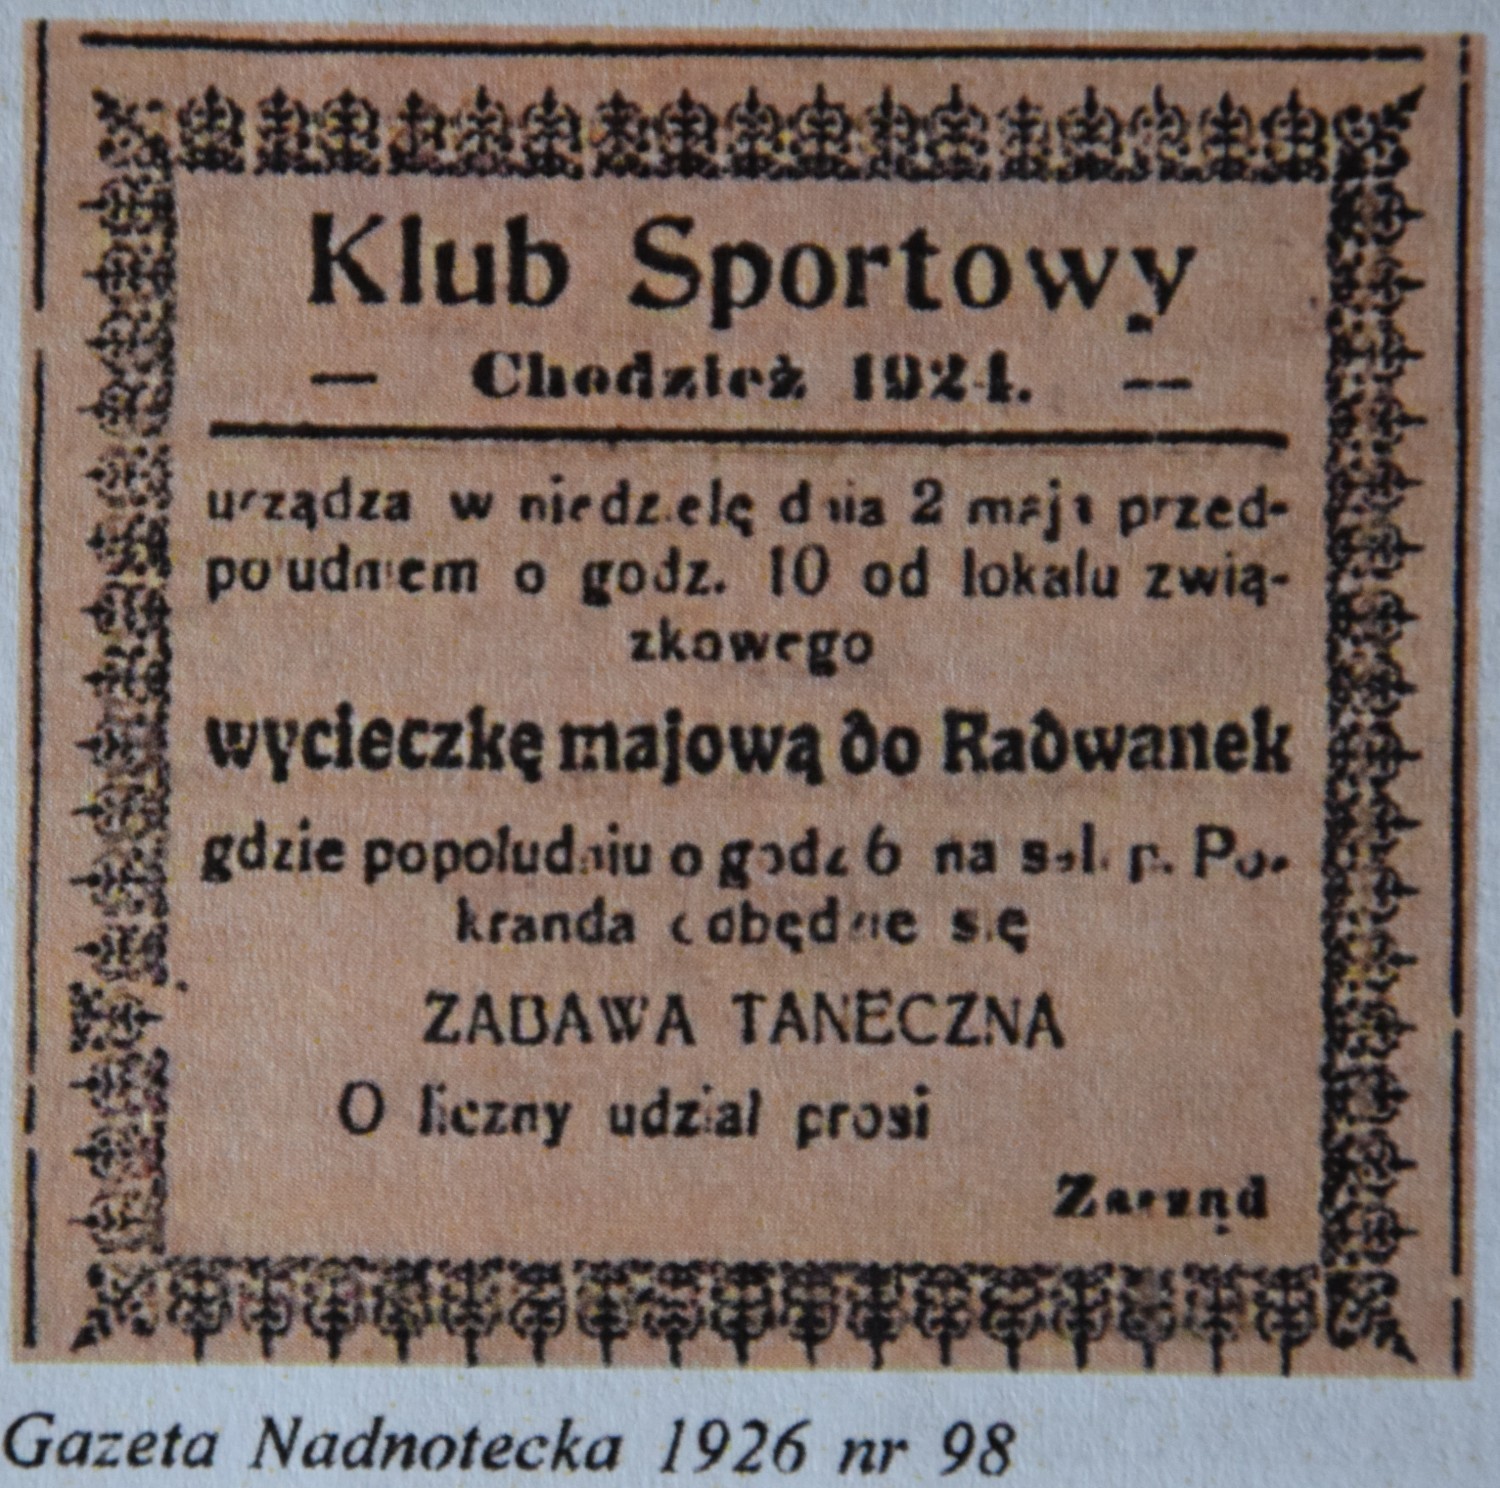 Klub Sportowy
— Chodzież 1924. —
urządza w niedzielę dnia 2 maja przed-
południem o godz. 10 od lokalu zwią-
zkowego
wycieczkę majową do Radwanek
gdzie popołudniu o godz 6 na sali p. Po-
kranda odbędzie się
ZABAWA TANECZNA
O liczny udział prosi
Zarząd
Gazeta Nadnotecka 1926 nr 98